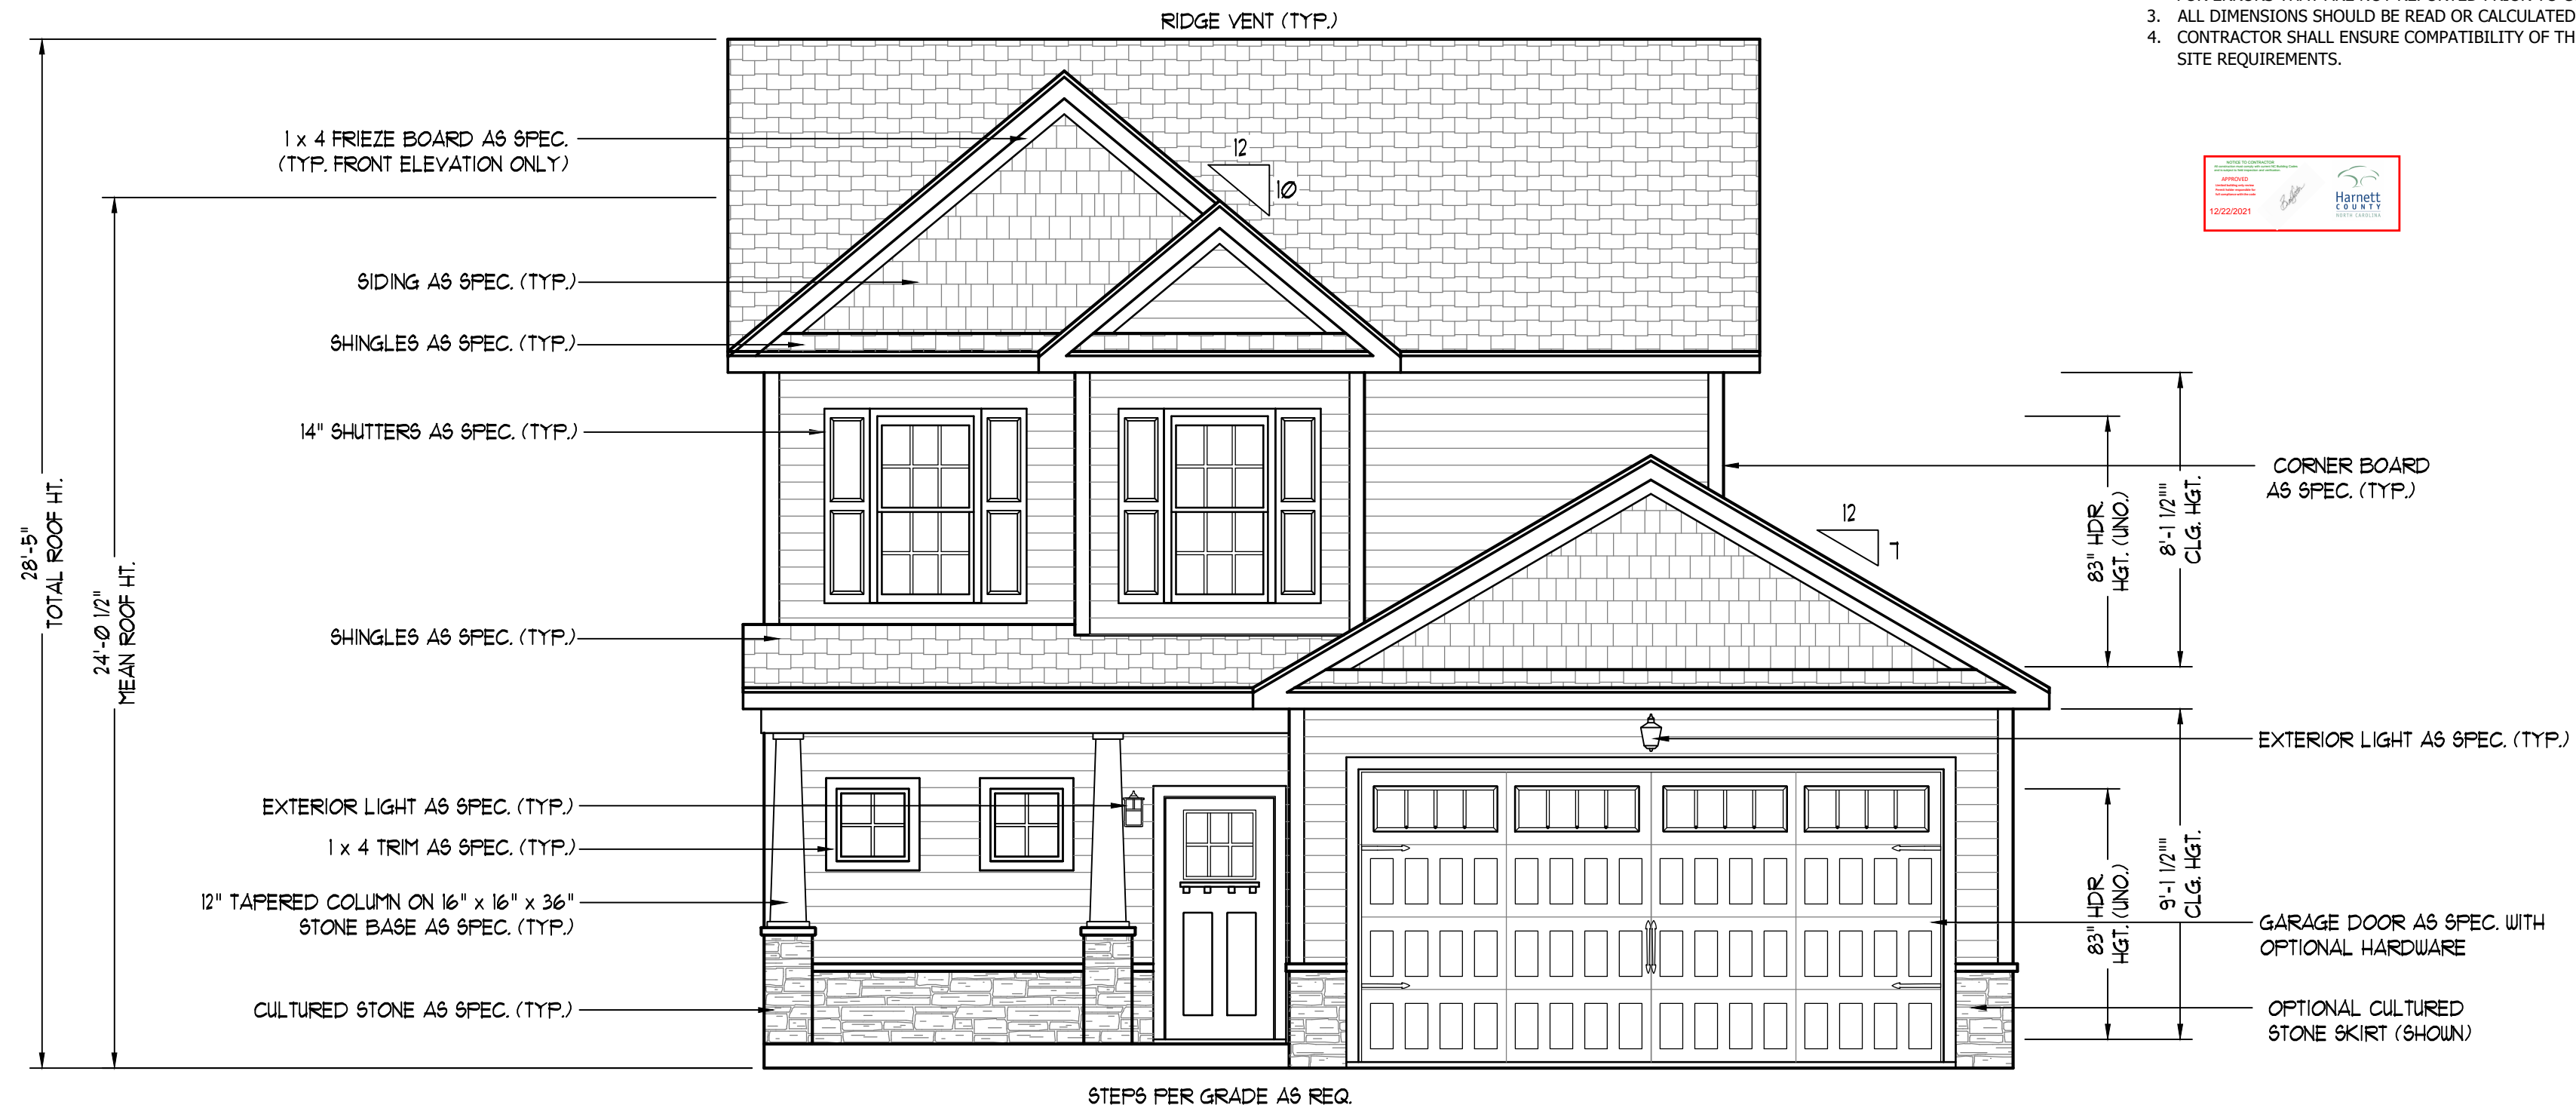 RIDGE VENT (TYP.)
3. ALL DIMENSIONS SHOULD BE READ OR CALCULATED
4. CONTRACTOR SHALL ENSURE COMPATIBILITY OF TH
SITE REQUIREMENTS.
NOTICE TO CONTRACTOR
APPROVED
12/22/2021
Harnett
COUNTY
NORTH CAROLINA
1 x 4 FRIEZE BOARD AS SPEC.
(TYP. FRONT ELEVATION ONLY)
12
10
SIDING AS SPEC. (TYP.)
SHINGLES AS SPEC. (TYP.)
14" SHUTTERS AS SPEC. (TYP.)
28'-5"
TOTAL ROOF HT.
24'-0 1/2"
MEAN ROOF HT.
SHINGLES AS SPEC. (TYP.)
12
7
83" HDR.
HGT. (UNO.)
8'-1 1/2""
CLG. HGT.
CORNER BOARD
AS SPEC. (TYP.)
EXTERIOR LIGHT AS SPEC. (TYP.)
EXTERIOR LIGHT AS SPEC. (TYP.)
1 x 4 TRIM AS SPEC. (TYP.)
12" TAPERED COLUMN ON 16" x 16" x 36"
STONE BASE AS SPEC. (TYP.)
CULTURED STONE AS SPEC. (TYP.)
83" HDR.
HGT. (UNO.)
9'-1 1/2""
CLG. HGT.
GARAGE DOOR AS SPEC. WITH
OPTIONAL HARDWARE
OPTIONAL CULTURED
STONE SKIRT (SHOWN)
STEPS PER GRADE AS REQ.